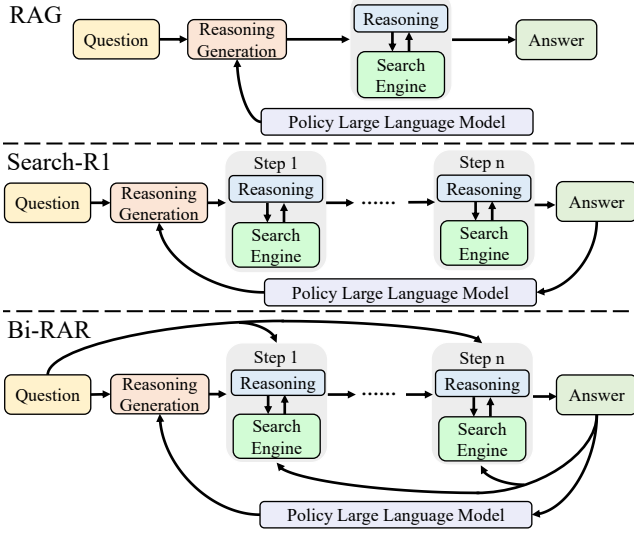 RAG
Question
Reasoning
Generation
Reasoning
Search
Engine
Answer
Policy Large Language Model
Search-R1
Step 1
Step n
Question
Reasoning
Generation
Reasoning
Search
Engine
......
Reasoning
Search
Engine
Answer
Policy Large Language Model
Bi-RAR
Step 1
Step n
Question
Reasoning
Generation
Reasoning
Search
Engine
......
Reasoning
Search
Engine
Answer
Policy Large Language Model